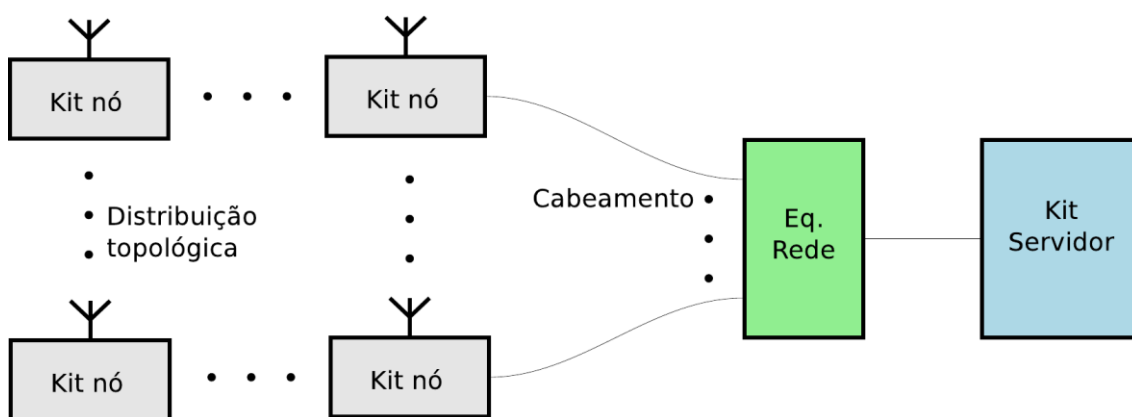 Kit nó
Kit nó
Distribuição
topológica
Cabeamento
Eq.
Rede
Kit
Servidor
Kit nó
Kit nó